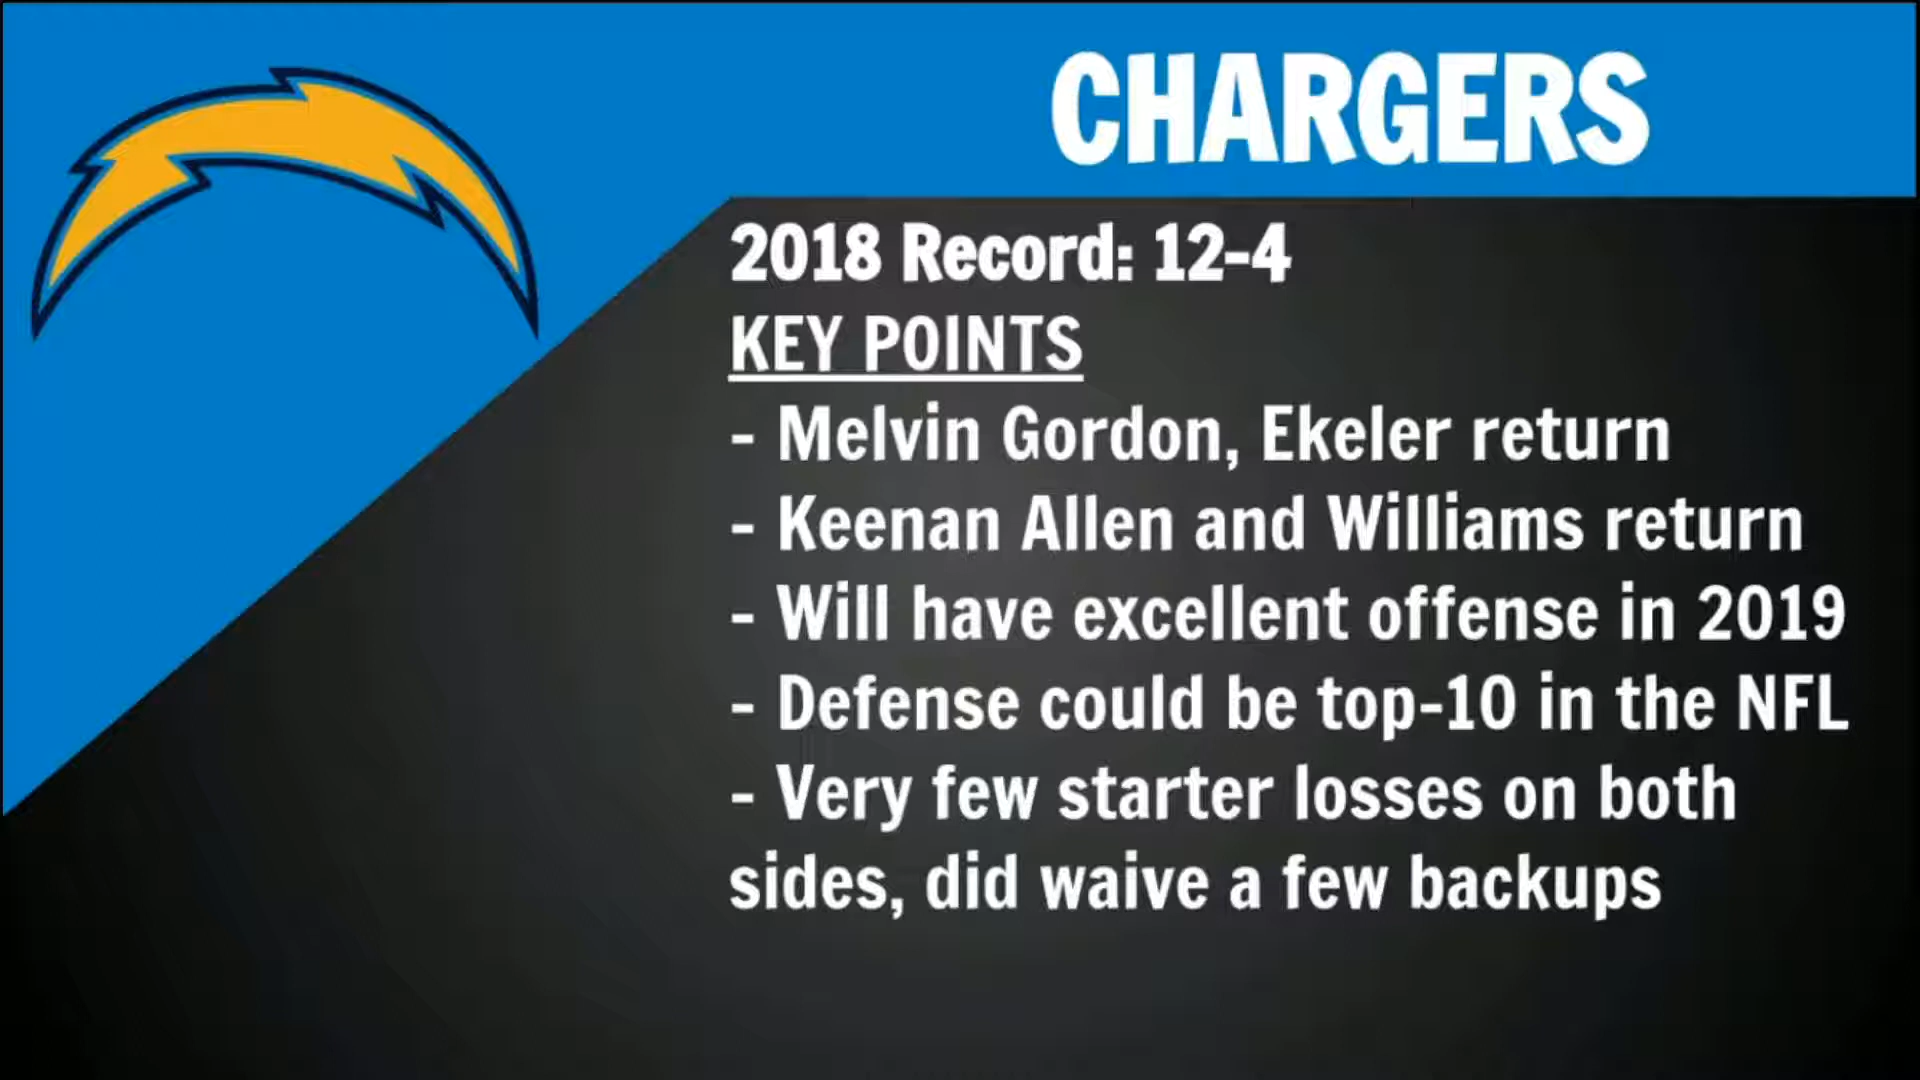 CHARGERS
2018 Record: 12-4
KEY POINTS
- Melvin Gordon, Ekeler return
- Keenan Allen and Williams return
- Will have excellent offense in 2019
- Defense could be top-10 in the NFL
- Very few starter losses on both
sides, did waive a few backups